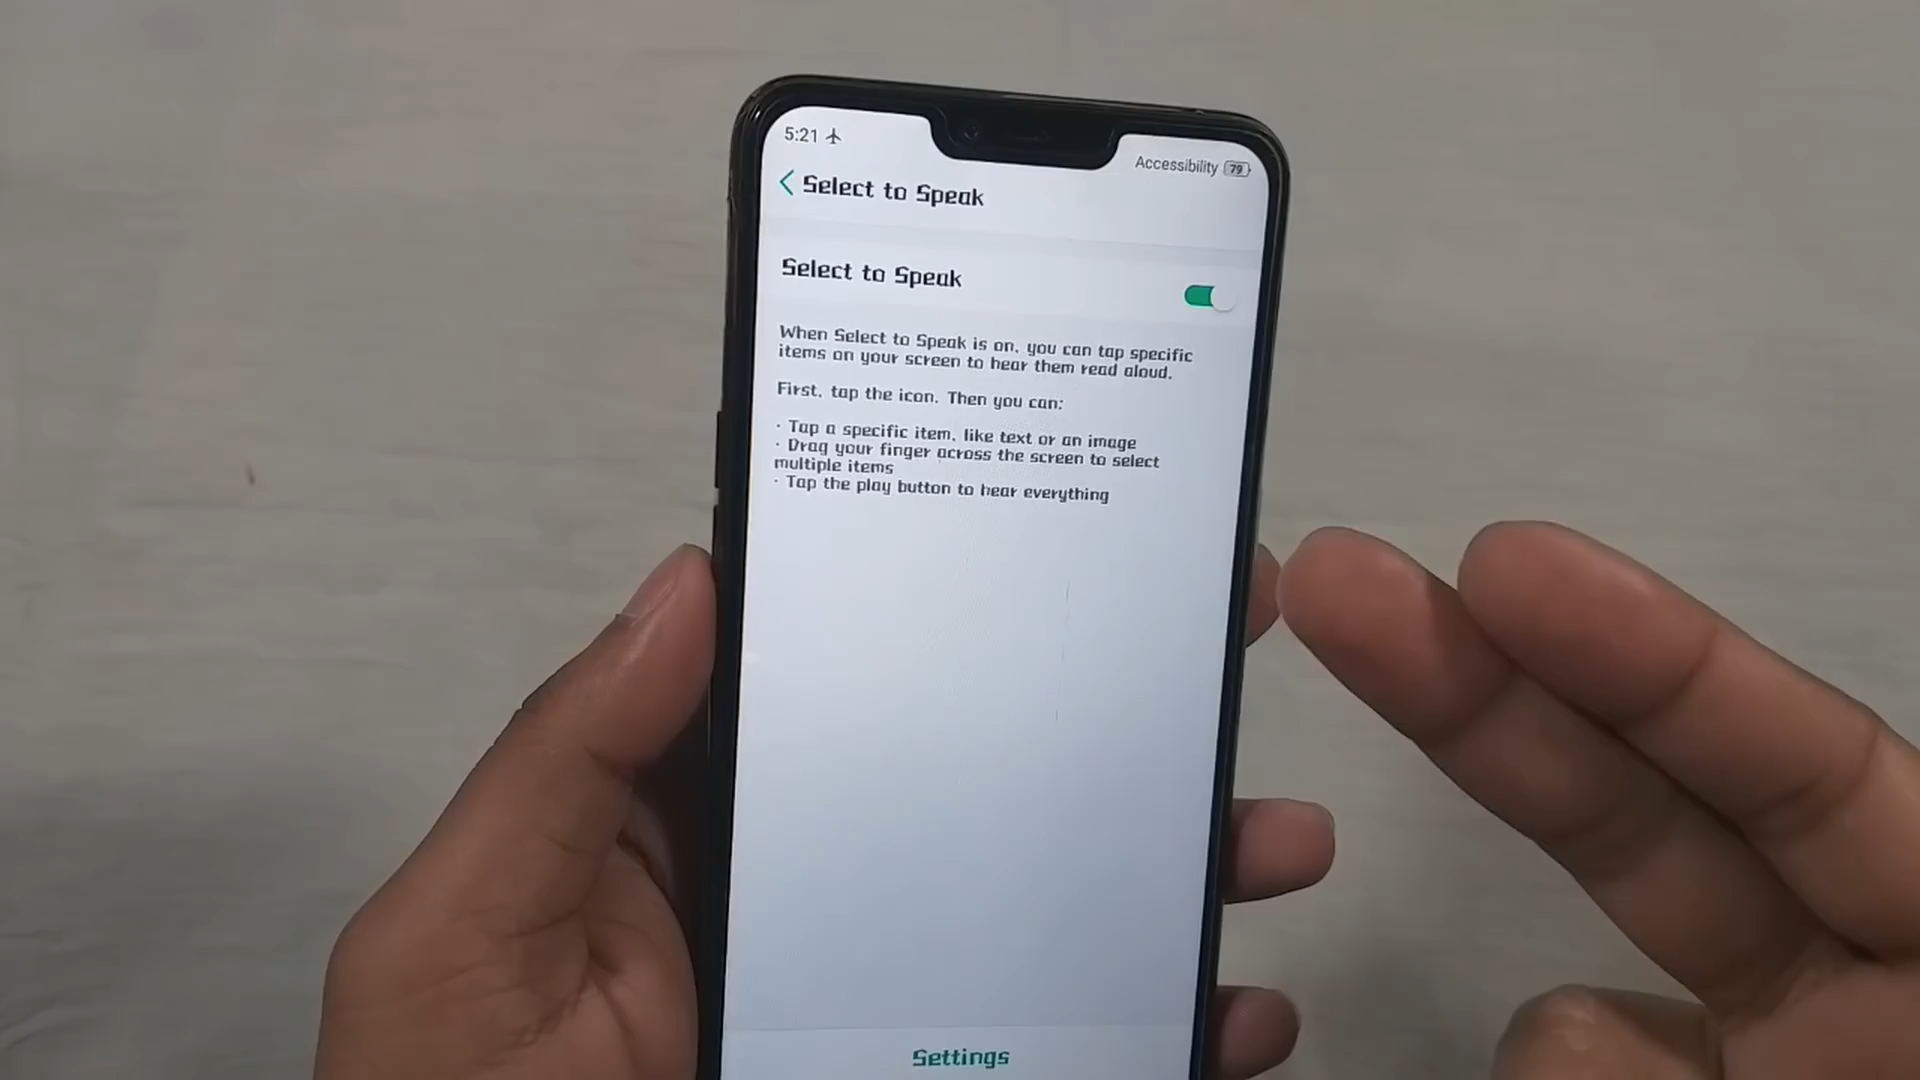 5:21
Accessibility 79
Select to Speak
Select to Speak
When Select to Speak is on, you can tap specific
items on your screen to hear them read aloud.
First, tap the icon. Then you can:
· Tap a specific item, like text or an image
· Drag your finger across the screen to select
multiple items
· Tap the play button to hear everything
Settings